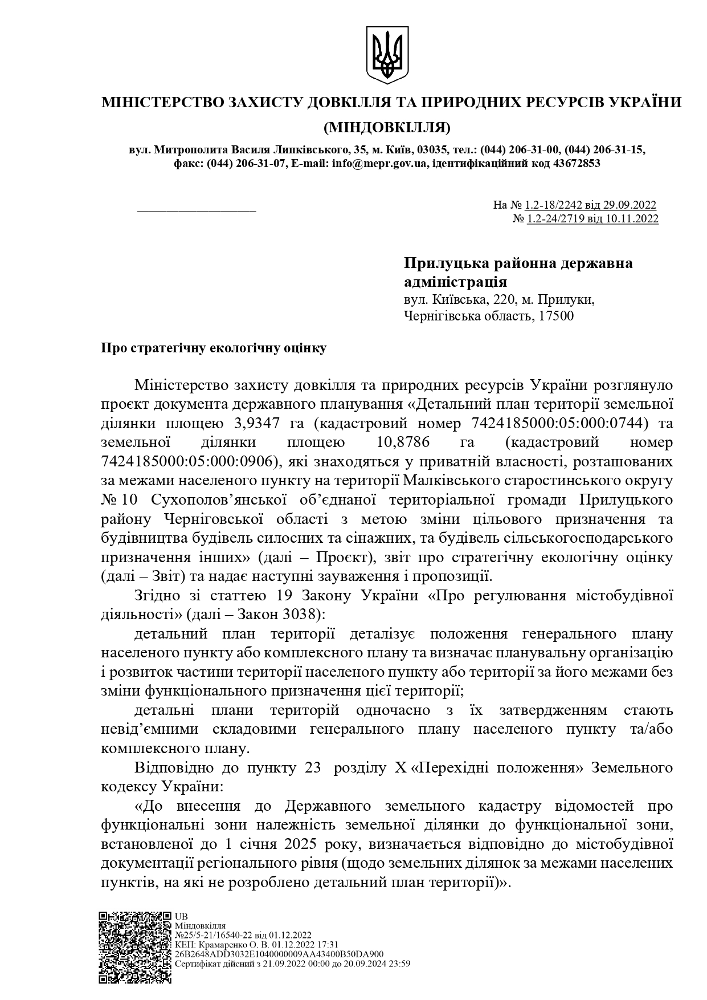 МІНІСТЕРСТВО ЗАХИСТУ ДОВКІЛЛЯ ТА ПРИРОДНИХ РЕСУРСІВ УКРАЇНИ
(МІНДОВКІЛЛЯ)
вул. Митрополита Василя Липківського, 35, м. Київ, 03035, тел.: (044) 206-31-00, (044) 206-31-15,
факс: (044) 206-31-07, E-mail: info@mepr.gov.ua, ідентифікаційний код 43672853
____________________ На № 1.2-18/2242 від 29.09.2022
№ 1.2-24/2719 від 10.11.2022
Прилуцька районна державна
адміністрація
вул. Київська, 220, м. Прилуки,
Чернігівська область, 17500
Про стратегічну екологічну оцінку
Міністерство захисту довкілля та природних ресурсів України розглянуло
проєкт документа державного планування «Детальний план території земельної
ділянки площею 3,9347 га (кадастровий номер 7424185000:05:000:0744) та
земельної ділянки площею 10,8786 га (кадастровий номер
7424185000:05:000:0906), які знаходяться у приватній власності, розташованих
за межами населеного пункту на території Малківського старостинського округу
№ 10 Сухополов’янської об’єднаної територіальної громади Прилуцького
району Черніговської області з метою зміни цільового призначення та
будівництва будівель силосних та сінажних, та будівель сільськогосподарського
призначення інших» (далі – Проєкт), звіт про стратегічну екологічну оцінку
(далі – Звіт) та надає наступні зауваження і пропозиції.
Згідно зі статтею 19 Закону України «Про регулювання містобудівної
діяльності» (далі – Закон 3038):
детальний план території деталізує положення генерального плану
населеного пункту або комплексного плану та визначає планувальну організацію
і розвиток частини території населеного пункту або території за його межами без
зміни функціонального призначення цієї території;
детальні плани територій одночасно з їх затвердженням стають
невід’ємними складовими генерального плану населеного пункту та/або
комплексного плану.
Відповідно до пункту 23 розділу X «Перехідні положення» Земельного
кодексу України:
«До внесення до Державного земельного кадастру відомостей про
функціональні зони належність земельної ділянки до функціональної зони,
встановленої до 1 січня 2025 року, визначається відповідно до містобудівної
документації регіонального рівня (щодо земельних ділянок за межами населених
пунктів, на які не розроблено детальний план території)».
UB
Міндовкілля
№25/5-21/16540-22 від 01.12.2022
КЕП: Крамаренко О. В. 01.12.2022 17:31
26B2648ADD3032E1040000009AA43400B50DA900
Сертифікат дійсний з 21.09.2022 00:00 до 20.09.2024 23:59